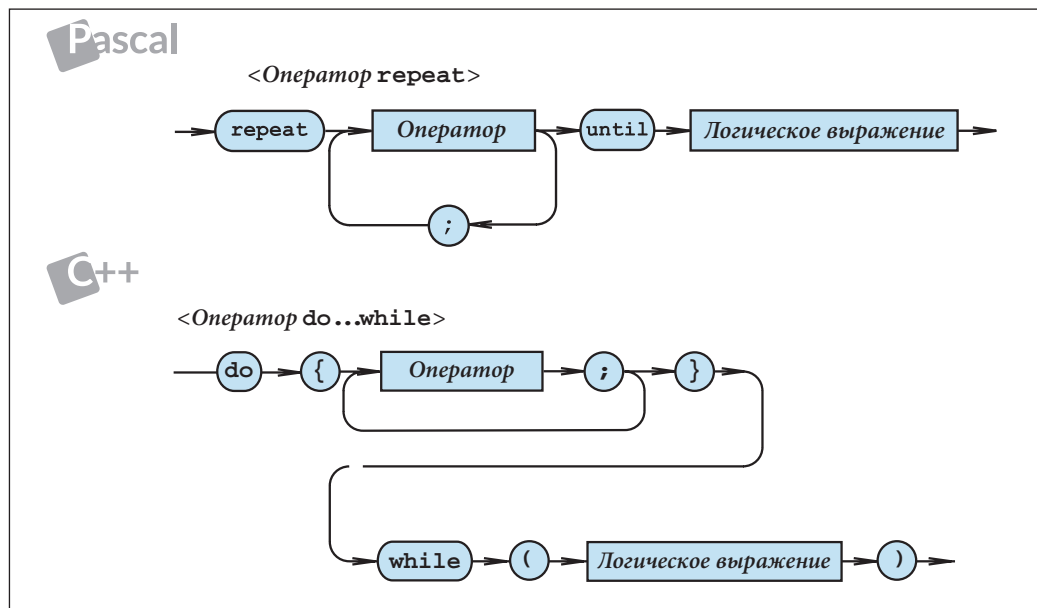 Pascal
<Оператор repeat>
repeat Оператор until Логическое выражение
;
C++
<Оператор do...while>
do { Оператор ; }
while ( Логическое выражение )